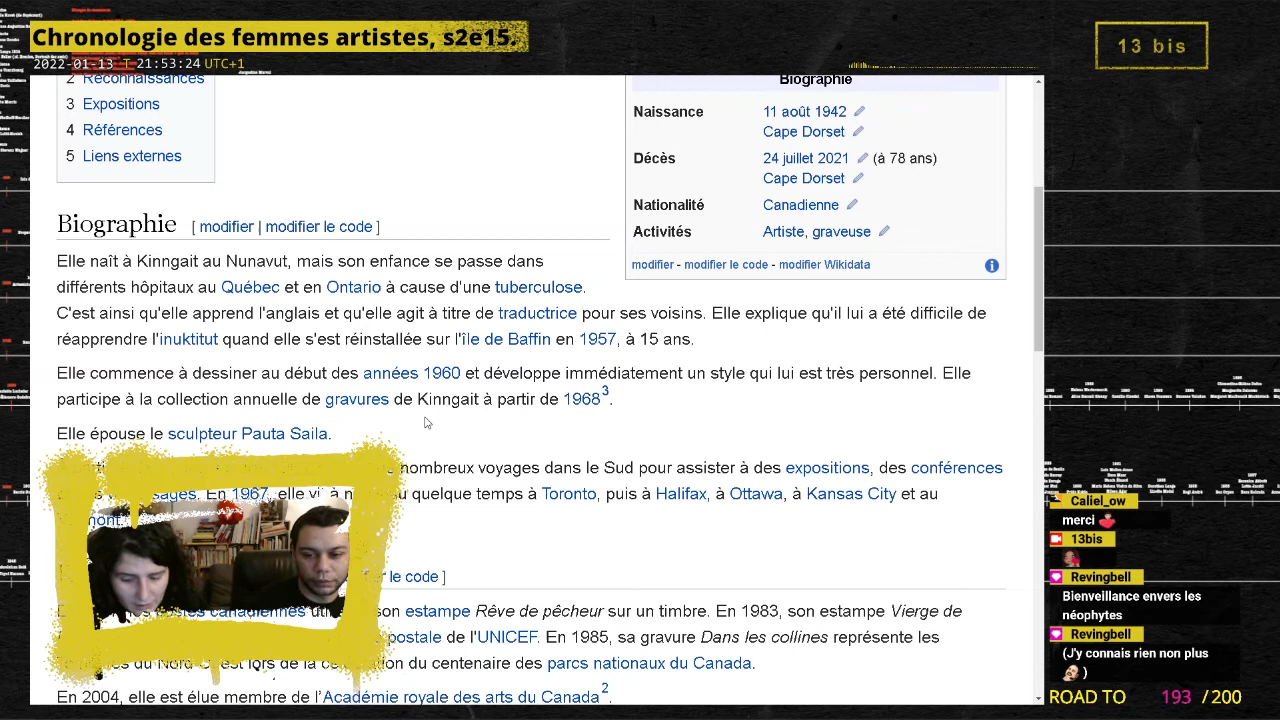 Chronologie des femmes artistes, s2e15
2022-01-13 T 21:53:24 UTC+1
13 bis
2 Reconnaissances
3 Expositions
4 Références
5 Liens externes
Biographie
Naissance 11 août 1942
Cape Dorset
Décès 24 juillet 2021 (à 78 ans)
Cape Dorset
Nationalité Canadienne
Activités Artiste, graveuse
modifier - modifier le code - modifier Wikidata
Biographie [ modifier | modifier le code ]
Elle naît à Kinngait au Nunavut, mais son enfance se passe dans
différents hôpitaux au Québec et en Ontario à cause d'une tuberculose.
C'est ainsi qu'elle apprend l'anglais et qu'elle agit à titre de traductrice pour ses voisins. Elle explique qu'il lui a été difficile de
réapprendre l'inuktitut quand elle s'est réinstallée sur l'île de Baffin en 1957, à 15 ans.
Elle commence à dessiner au début des années 1960 et développe immédiatement un style qui lui est très personnel. Elle
participe à la collection annuelle de gravures de Kinngait à partir de 1968³.
Elle épouse le sculpteur Pauta Saila.
nombreux voyages dans le Sud pour assister à des expositions, des conférences
En 1967, elle quelque temps à Toronto, puis à Halifax, à Ottawa, à Kansas City et au
le code ]
canadiennes son estampe Rêve de pêcheur sur un timbre. En 1983, son estampe Vierge de
postale de l'UNICEF. En 1985, sa gravure Dans les collines représente les
du Nord lors de la du centenaire des parcs nationaux du Canada.
En 2004, elle est élue membre de l'Académie royale des arts du Canada².
Caliel_ow
merci
13bis
Revingbell
Bienveillance envers les
néophytes
Revingbell
(J'y connais rien non plus
)
ROAD TO 193 / 200